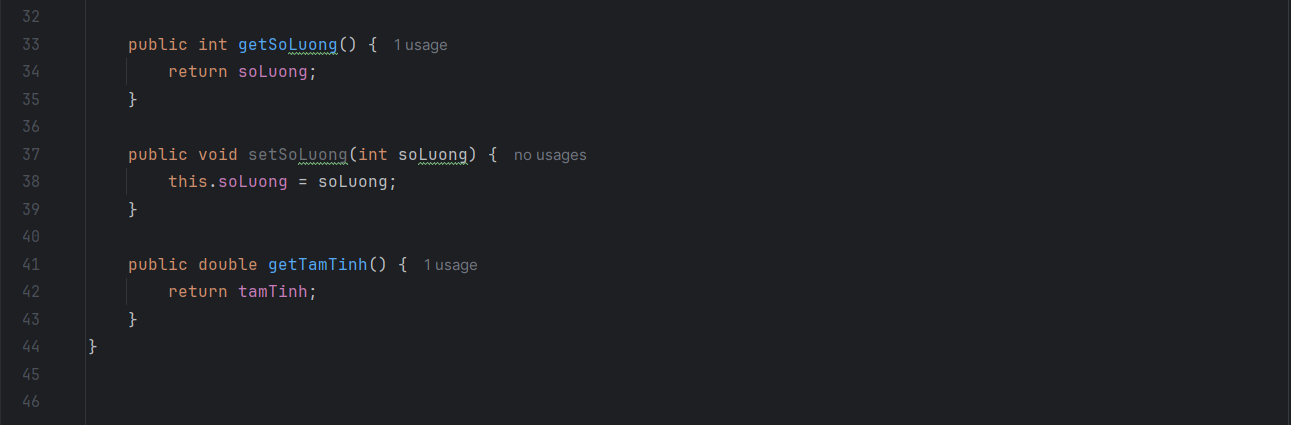 32
33 public int getSoLuong() { 1 usage
34 return soLuong;
35 }
36
37 public void setSoLuong(int soLuong) { no usages
38 this.soLuong = soLuong;
39 }
40
41 public double getTamTinh() { 1 usage
42 return tamTinh;
43 }
44 }
45
46